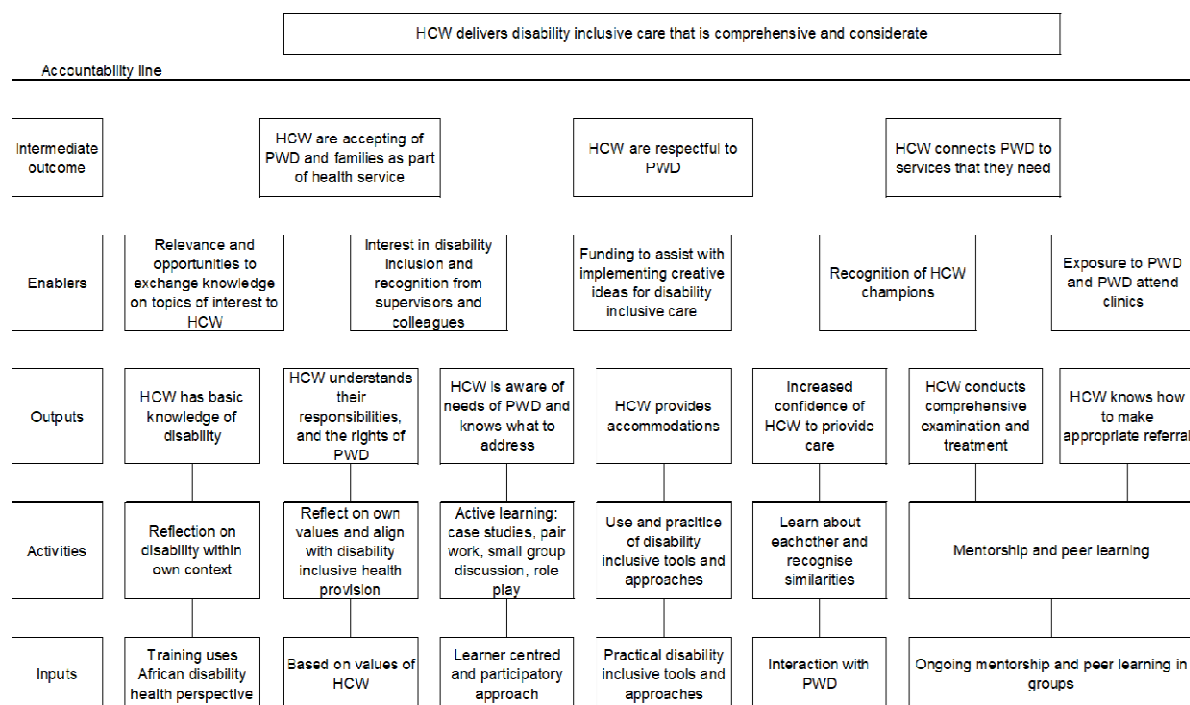 HCW delivers disability inclusive care that is comprehensive and considerate
Accountability line
Intermediate
outcome
HCW are accepting of
PWD and families as part
of health service
HCW are respectful to
PWD
HCW connects PWD to
services that they need
Enablers
Relevance and
opportunities to
exchange knowledge
on topics of interest to
HCW
Interest in disability
inclusion and
recognition from
supervisors and
colleagues
Funding to assist with
implementing creative
ideas for disability
inclusive care
Recognition of HCW
champions
Exposure to PWD
and PWD attend
clinics
Outputs
HCW has basic
knowledge of
disability
HCW understands
their
responsibilities,
and the rights of
PWD
HCW is aware of
needs of PWD and
knows what to
address
HCW provides
accommodations
Increased
confidence of
HCW to provide
care
HCW conducts
comprehensive
examination and
treatment
HCW knows how
to make
appropriate referral
Activities
Reflection on
disability within
own context
Reflect on own
values and align
with disability
inclusive health
provision
Active learning:
case studies, pair
work, small group
discussion, role
play
Use and practice
of disability
inclusive tools and
approaches
Learn about
eachother and
recognise
similarities
Mentorship and peer learning
Inputs
Training uses
African disability
health perspective
Based on values of
HCW
Learner centred
and participatory
approach
Practical disability
inclusive tools and
approaches
Interaction with
PWD
Ongoing mentorship and peer learning in
groups